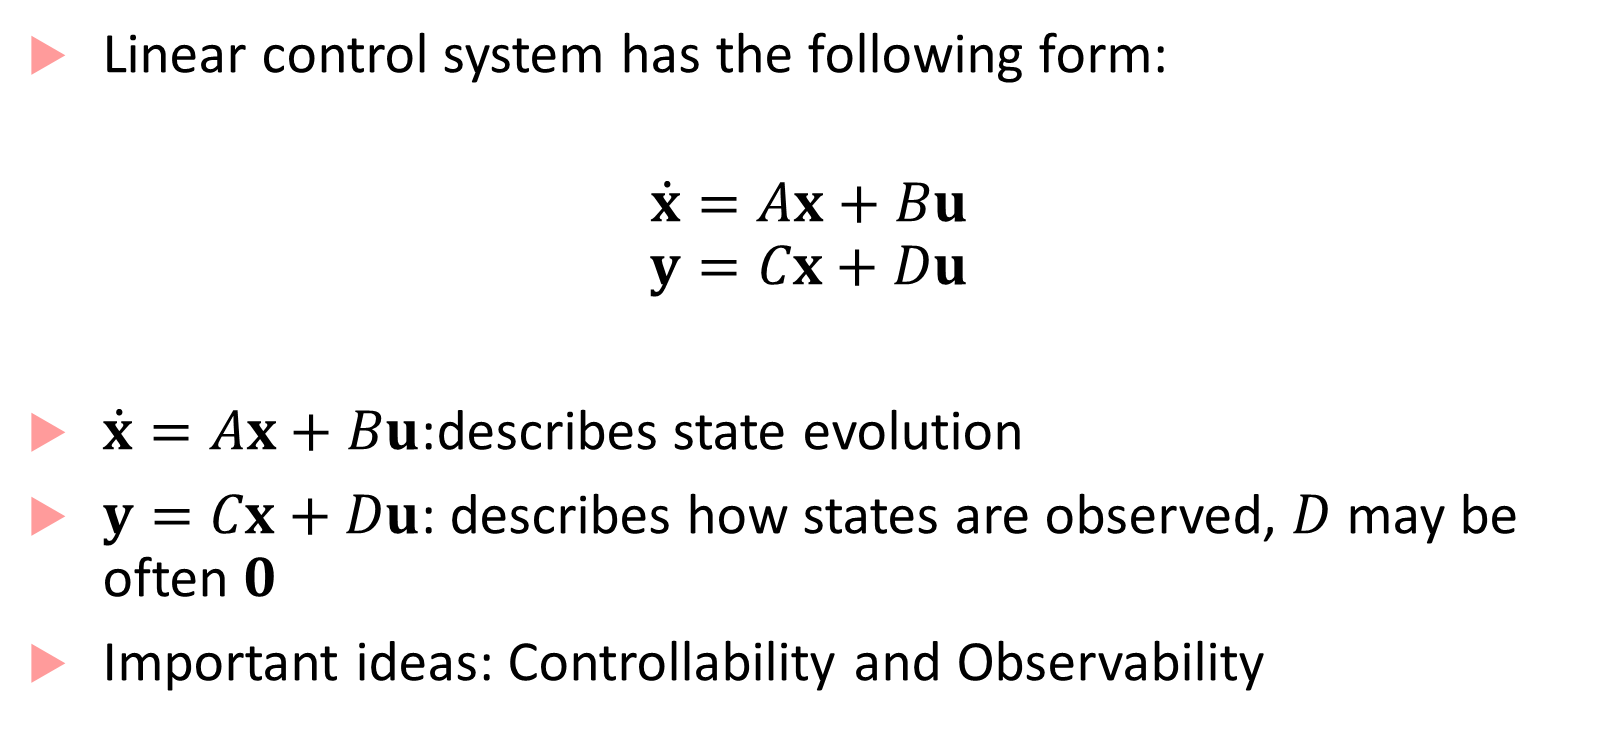 Linear control system has the following form:
ẋ = Ax + Bu
y = Cx + Du
ẋ = Ax + Bu:describes state evolution
y = Cx + Du: describes how states are observed, D may be
often 0
Important ideas: Controllability and Observability